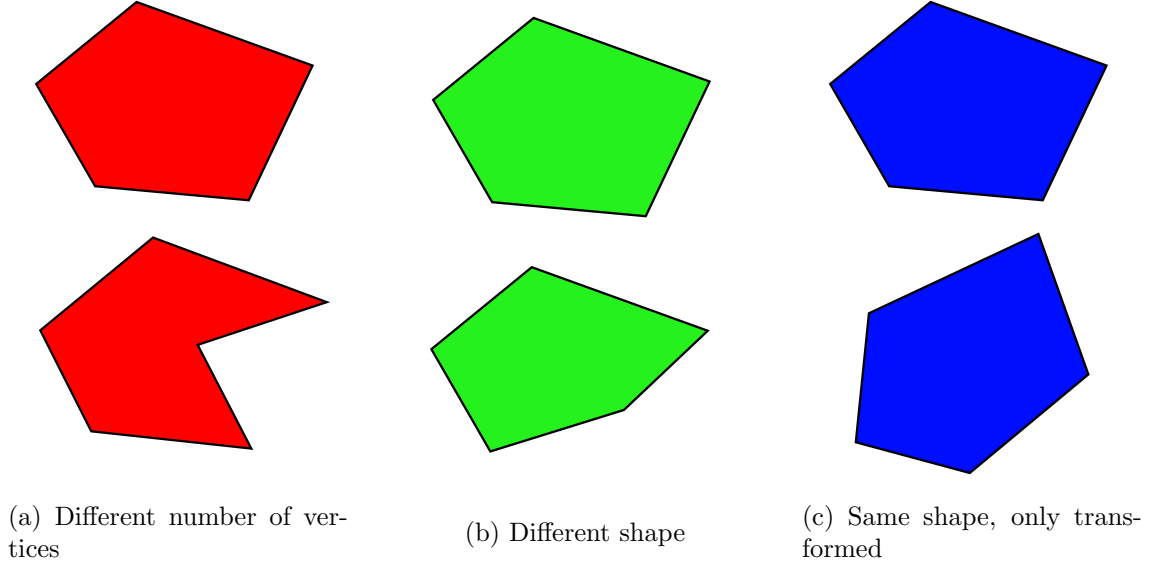 (a) Different number of ver-
tices
(b) Different shape
(c) Same shape, only trans-
formed